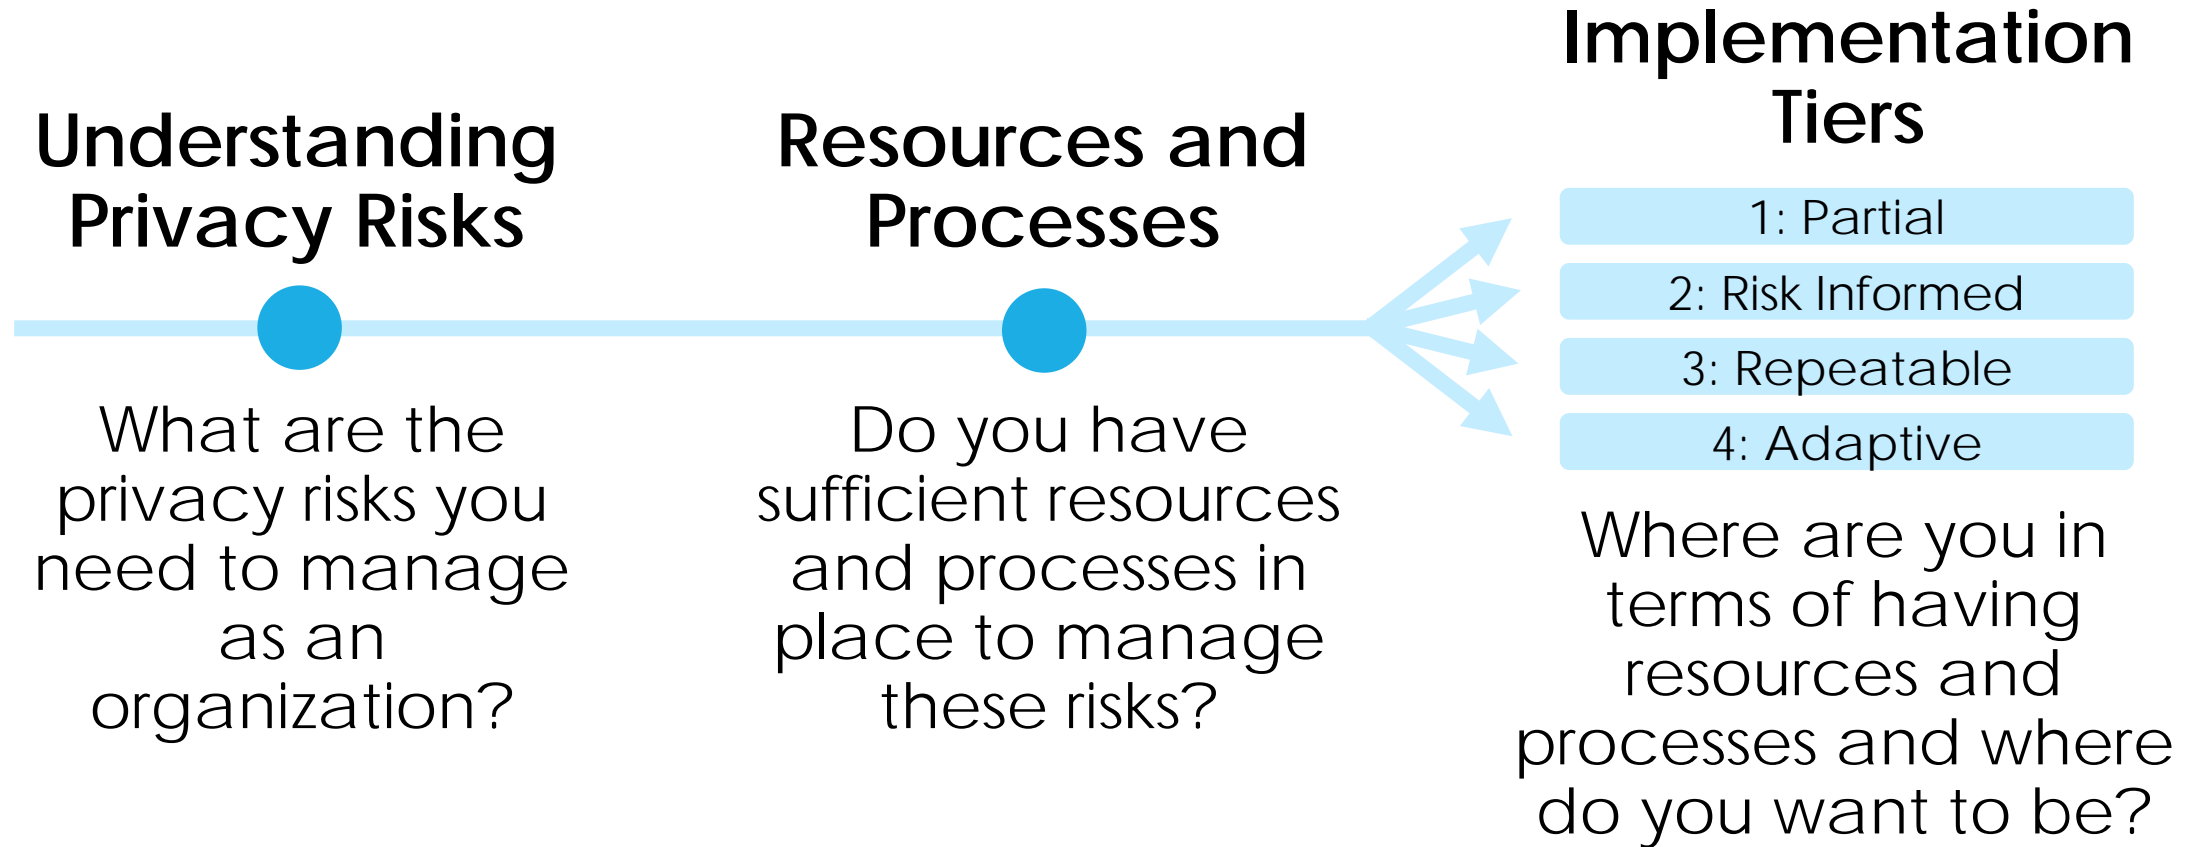 Understanding
Privacy Risks
What are the
privacy risks you
need to manage
as an
organization?
Resources and
Processes
Do you have
sufficient resources
and processes in
place to manage
these risks?
Implementation
Tiers
1: Partial
2: Risk Informed
3: Repeatable
4: Adaptive
Where are you in
terms of having
resources and
processes and where
do you want to be?